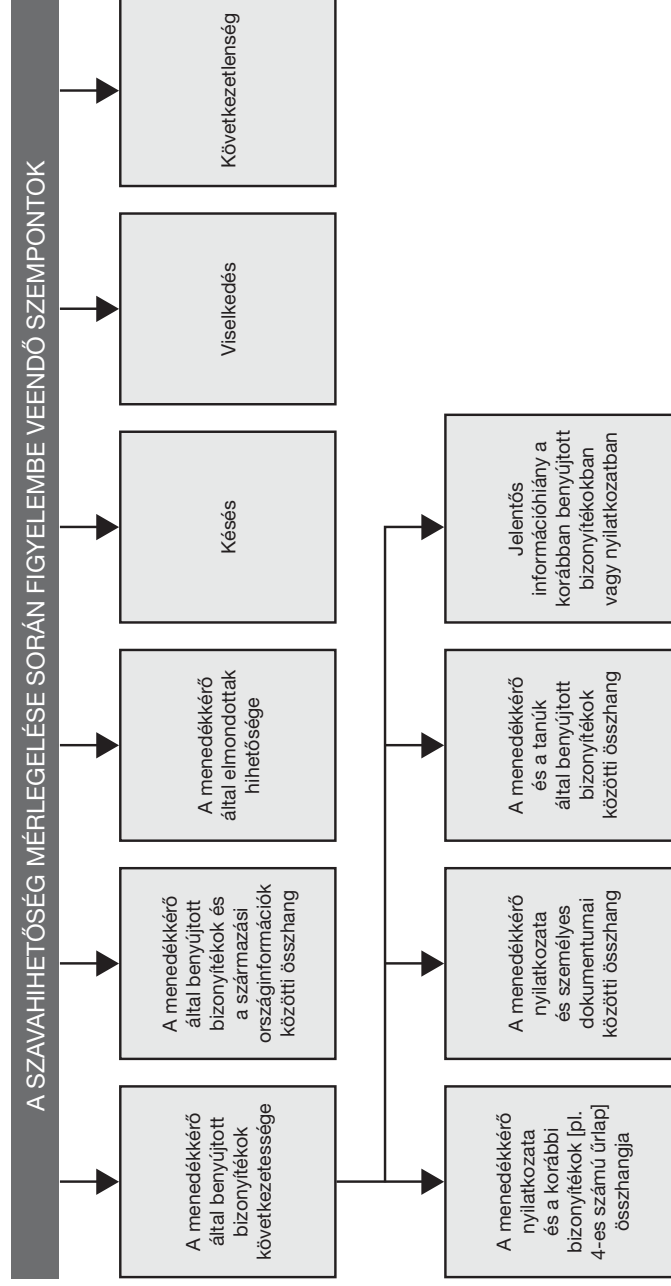 A SZAVAHIHETŐSÉG MÉRLEGELÉSE SORÁN FIGYELEMBE VEENDŐ SZEMPONTOK
A menedékkérő
által benyújtott
bizonyítékok
következetessége
A menedékkérő
által benyújtott
bizonyítékok és
a származási
országinformációk
közötti összhang
A menedékkérő
által elmondottak
hihetősége
Késés
Viselkedés
Következetlenség
A menedékkérő
nyilatkozata
és a korábbi
bizonyítékok [pl.
4-es számú űrlap]
összhangja
A menedékkérő
nyilatkozata
és személyes
dokumentumai
közötti összhang
A menedékkérő
és a tanúk
által benyújtott
bizonyítékok
közötti összhang
Jelentős
információhiány a
korábban benyújtott
bizonyítékokban
vagy nyilatkozatban